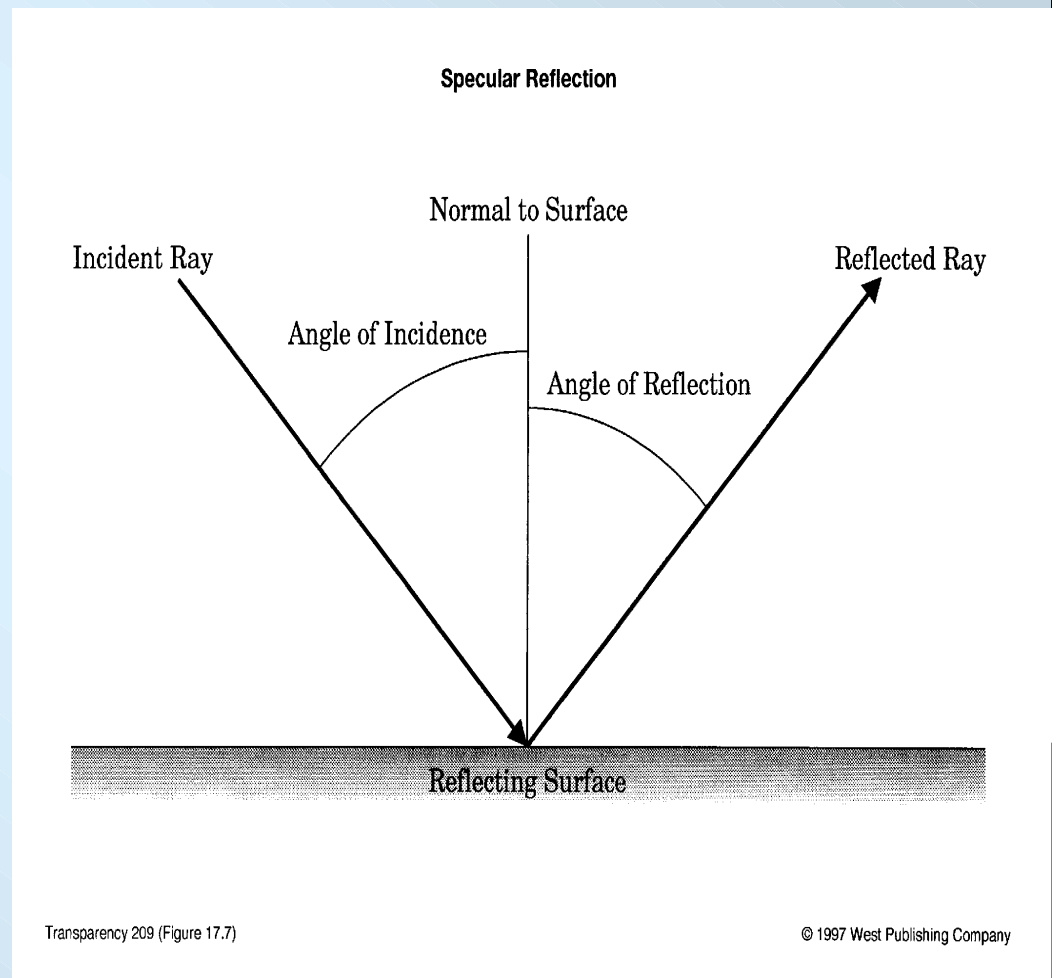 Specular Reflection
Normal to Surface
Incident Ray
Reflected Ray
Angle of Incidence
Angle of Reflection
Reflecting Surface
Transparency 209 (Figure 17.7)
© 1997 West Publishing Company